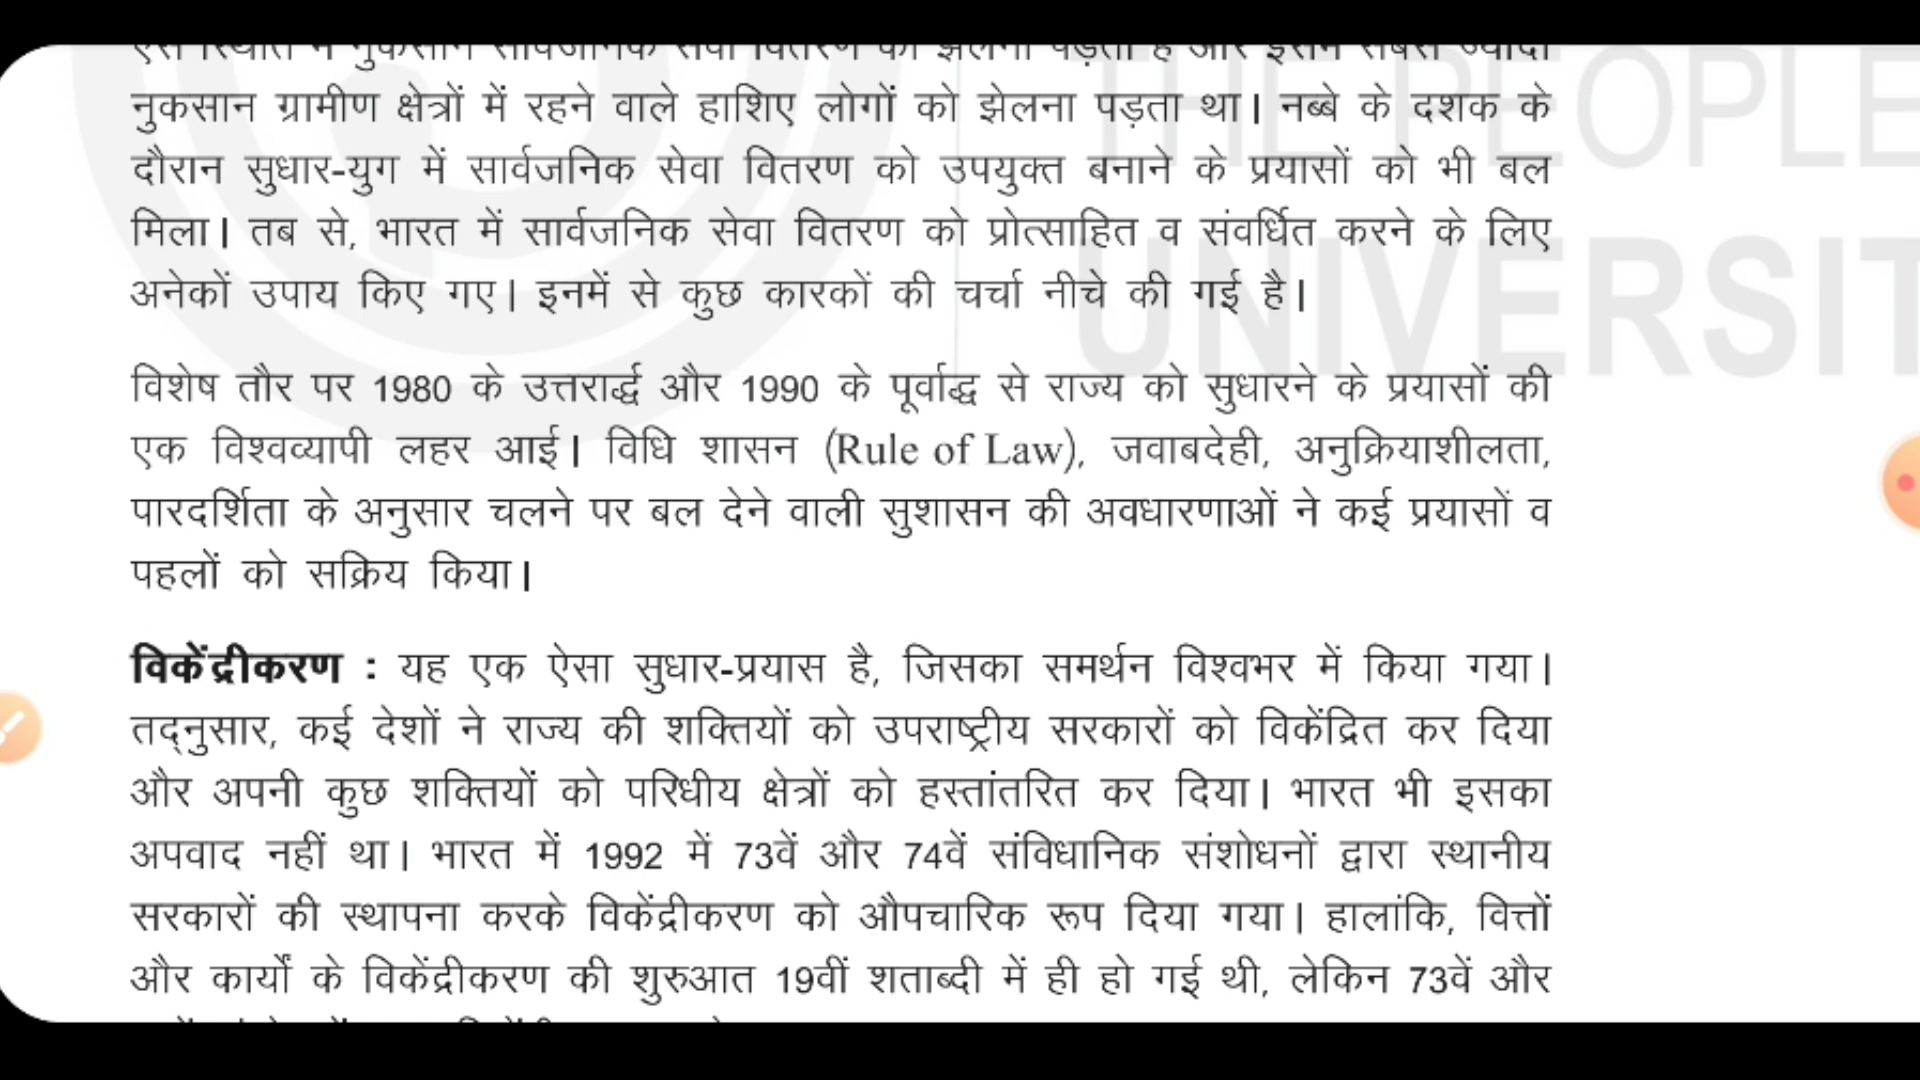 नुकसान ग्रामीण क्षेत्रों में रहने वाले हाशिए लोगों को झेलना पड़ता था। नब्बे के दशक के
दौरान सुधार-युग में सार्वजनिक सेवा वितरण को उपयुक्त बनाने के प्रयासों को भी बल
मिला। तब से, भारत में सार्वजनिक सेवा वितरण को प्रोत्साहित व संवर्धित करने के लिए
अनेकों उपाय किए गए। इनमें से कुछ कारकों की चर्चा नीचे की गई है।
विशेष तौर पर 1980 के उत्तरार्द्ध और 1990 के पूर्वाद्ध से राज्य को सुधारने के प्रयासों की
एक विश्वव्यापी लहर आई। विधि शासन (Rule of Law), जवाबदेही, अनुक्रियाशीलता,
पारदर्शिता के अनुसार चलने पर बल देने वाली सुशासन की अवधारणाओं ने कई प्रयासों व
पहलों को सक्रिय किया।
विकेंद्रीकरण : यह एक ऐसा सुधार-प्रयास है, जिसका समर्थन विश्वभर में किया गया।
तद्नुसार, कई देशों ने राज्य की शक्तियों को उपराष्ट्रीय सरकारों को विकेंद्रित कर दिया
और अपनी कुछ शक्तियों को परिधीय क्षेत्रों को हस्तांतरित कर दिया। भारत भी इसका
अपवाद नहीं था। भारत में 1992 में 73वें और 74वें संविधानिक संशोधनों द्वारा स्थानीय
सरकारों की स्थापना करके विकेंद्रीकरण को औपचारिक रूप दिया गया। हालांकि, वित्तों
और कार्यों के विकेंद्रीकरण की शुरुआत 19वीं शताब्दी में ही हो गई थी, लेकिन 73वें और
THE PEOPLE
UNIVERSIT